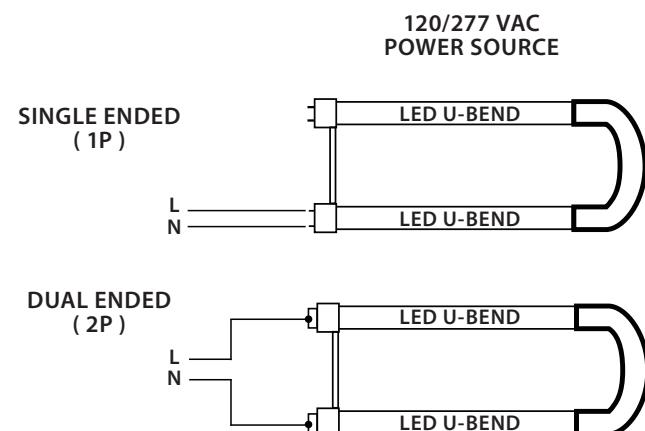 120/277 VAC
POWER SOURCE
SINGLE ENDED
( 1P )
LED U-BEND
L
N
LED U-BEND
DUAL ENDED
( 2P )
LED U-BEND
L
N
LED U-BEND